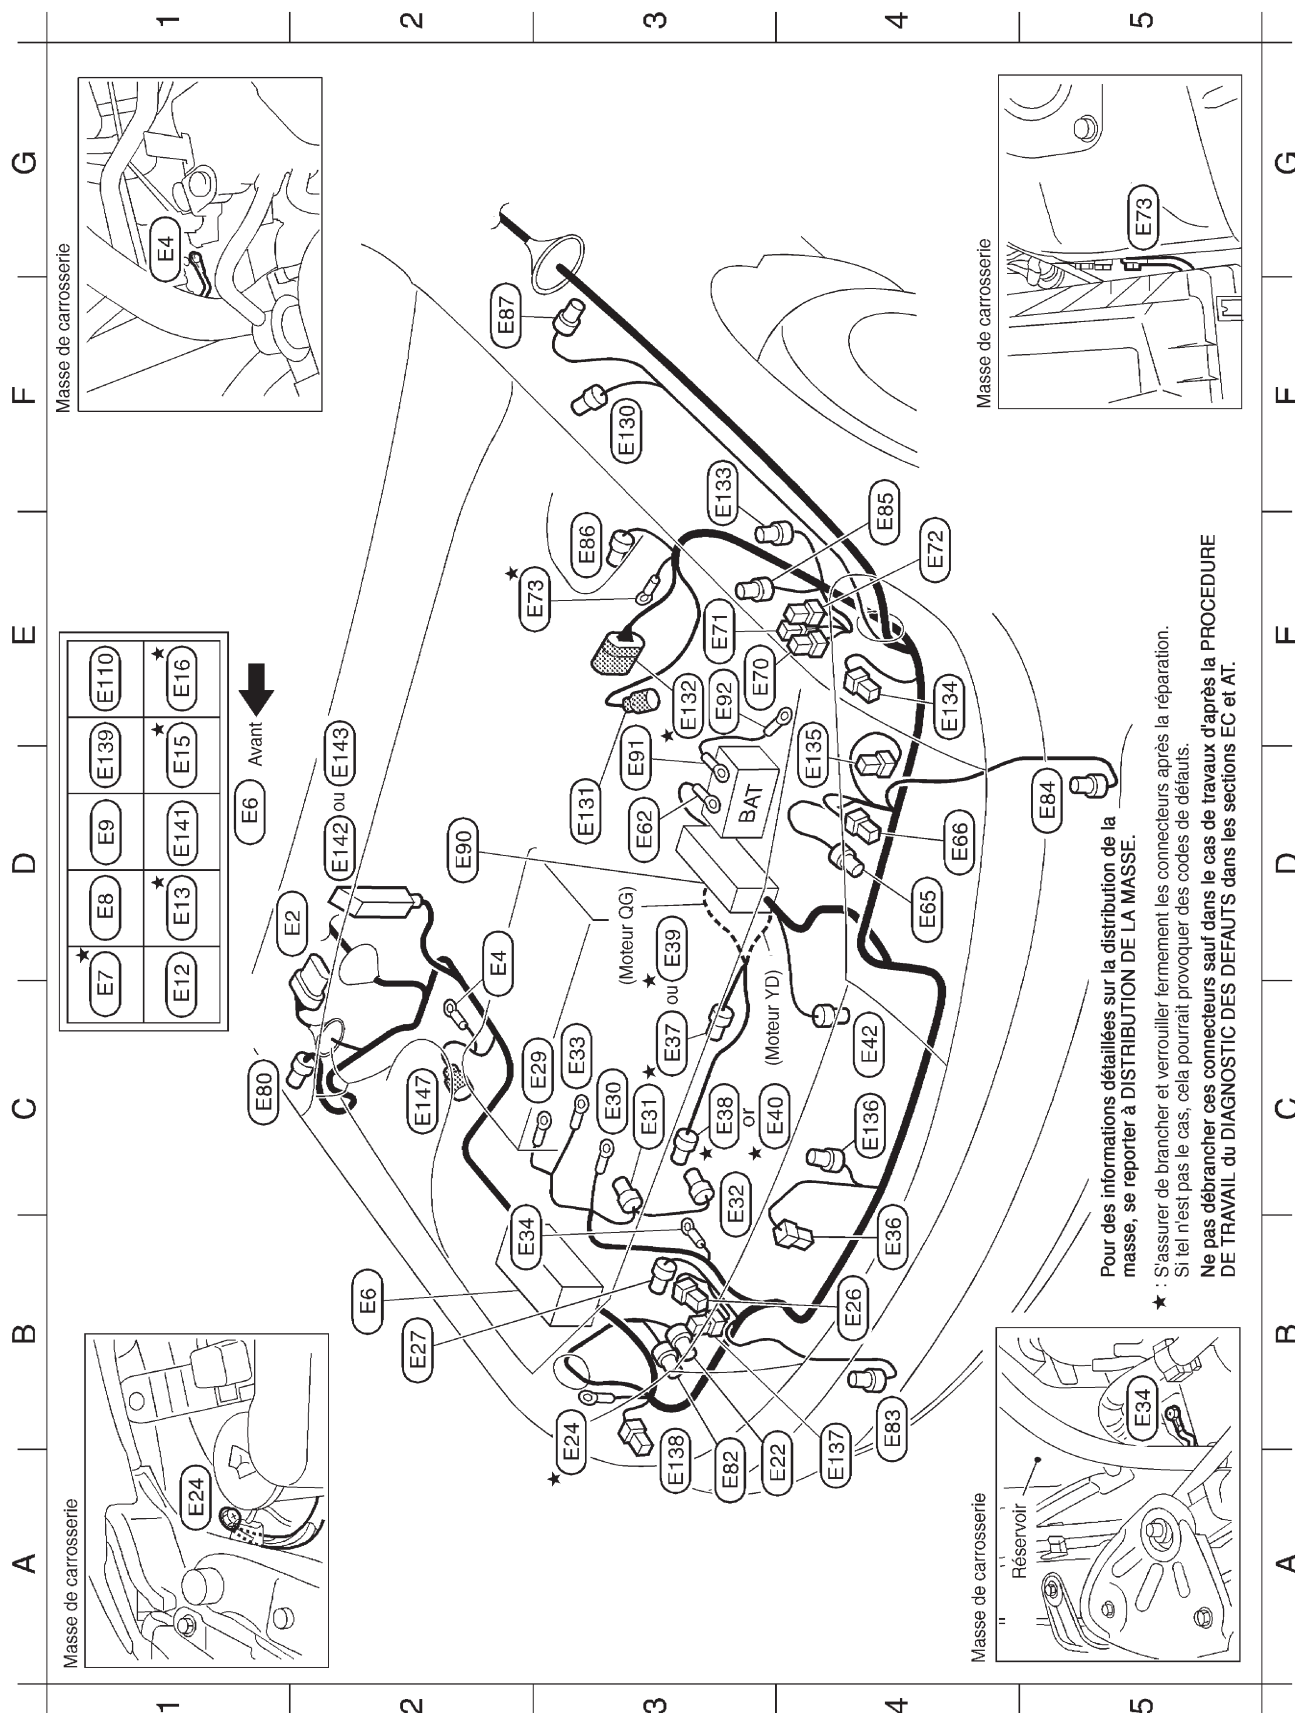 A B C D E F G
1 2 3 4 5
Masse de carrosserie
E24
Masse de carrosserie
E4
E7 ★ E8 E9 E139 E110
E12 E13 ★ E141 E15 ★ E16 ★
E6
Avant
E80
E2
E142 ou E143
E147
E4
E90
E6
E27
E34
E29
E33
E30
E31
E32
(Moteur QG)
★ E37 ou ★ E39
★ E38
or
★ E40
(Moteur YD)
E42
E62
E91
E92
BAT
E131
★ E132
★ E73
E86
E87
E130
E133
E85
E72
E71
E70
E134
E135
E66
E65
E84
E136
E36
E26
★ E24
E138
E82
E22
E137
E83
Masse de carrosserie
Réservoir
E34
Masse de carrosserie
E73
Pour des informations détaillées sur la distribution de la
masse, se reporter à DISTRIBUTION DE LA MASSE.
★ : S'assurer de brancher et verrouiller fermement les connecteurs après la réparation.
Si tel n'est pas le cas, cela pourrait provoquer des codes de défauts.
Ne pas débrancher ces connecteurs sauf dans le cas de travaux d'après la PROCEDURE
DE TRAVAIL du DIAGNOSTIC DES DEFAUTS dans les sections EC et AT.
A B C D E F G
1 2 3 4 5